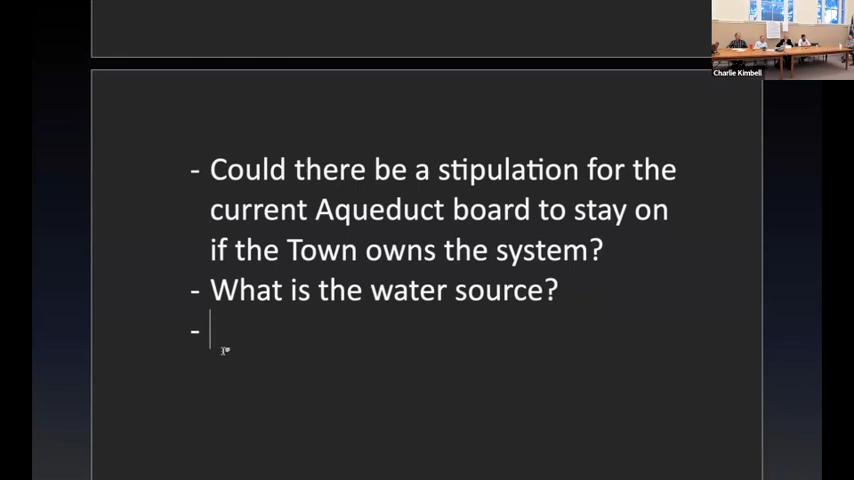 Charlie Kimbell
- Could there be a stipulation for the
current Aqueduct board to stay on
if the Town owns the system?
- What is the water source?
-